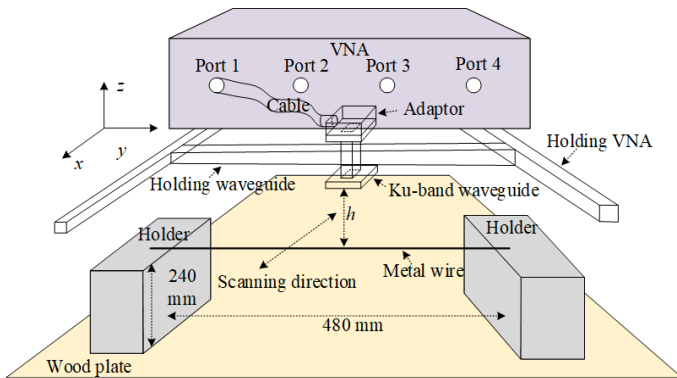 VNA
Port 1
Port 2
Port 3
Port 4
Cable
Adaptor
z
x
y
Holding VNA
Holding waveguide
Ku-band waveguide
h
Holder
Holder
Scanning direction
Metal wire
240
mm
480 mm
Wood plate